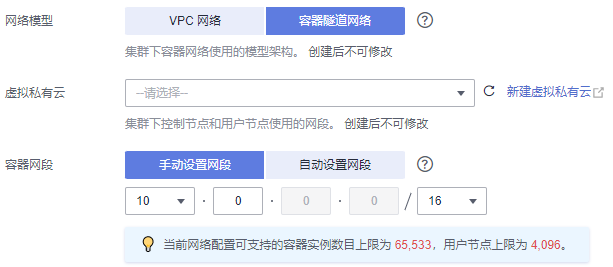 网络模型 VPC 网络 容器隧道网络 ?
集群下容器网络使用的模型架构。 创建后不可修改
虚拟私有云 --请选择-- 新建虚拟私有云
集群下控制节点和用户节点使用的网段。 创建后不可修改
容器网段 手动设置网段 自动设置网段 ?
10 · 0 · 0 · 0 / 16
当前网络配置可支持的容器实例数目上限为 65,533，用户节点上限为 4,096。